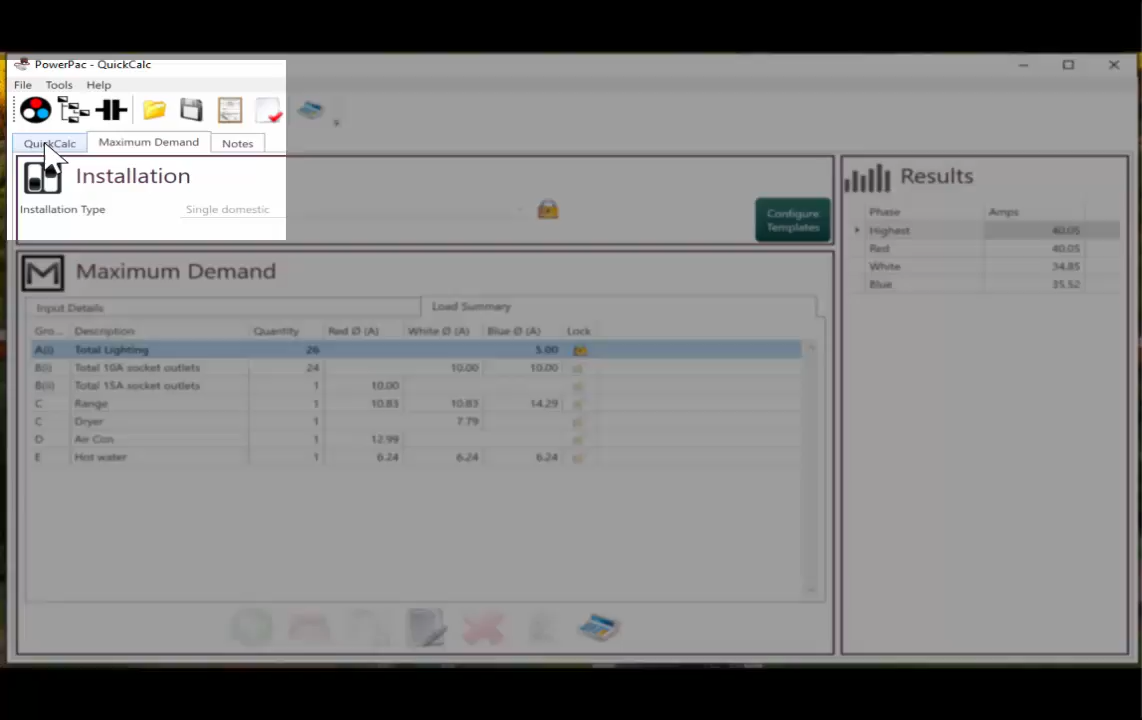 PowerPac - QuickCalc
File Tools Help
QuickCalc Maximum Demand Notes
Installation
Installation Type Single domestic
Configure Templates
Results
Phase Amps
Highest 40.05
Red 40.05
White 34.85
Blue 35.52
Maximum Demand
Input Details Load Summary
Gro... Description Quantity Red Ø (A) White Ø (A) Blue Ø (A) Lock
A(i) Total Lighting 26 5.00
B(i) Total 10A socket outlets 24 10.00 10.00
B(ii) Total 15A socket outlets 1 10.00
C Range 1 10.83 10.83 14.29
C Dryer 1 7.79
D Air Con 1 12.99
E Hot water 1 6.24 6.24 6.24